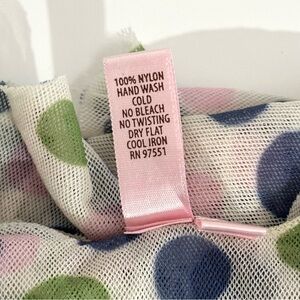 100% NYLON
HAND WASH
COLD
NO BLEACH
NO TWISTING
DRY FLAT
COOL IRON
RN 97551